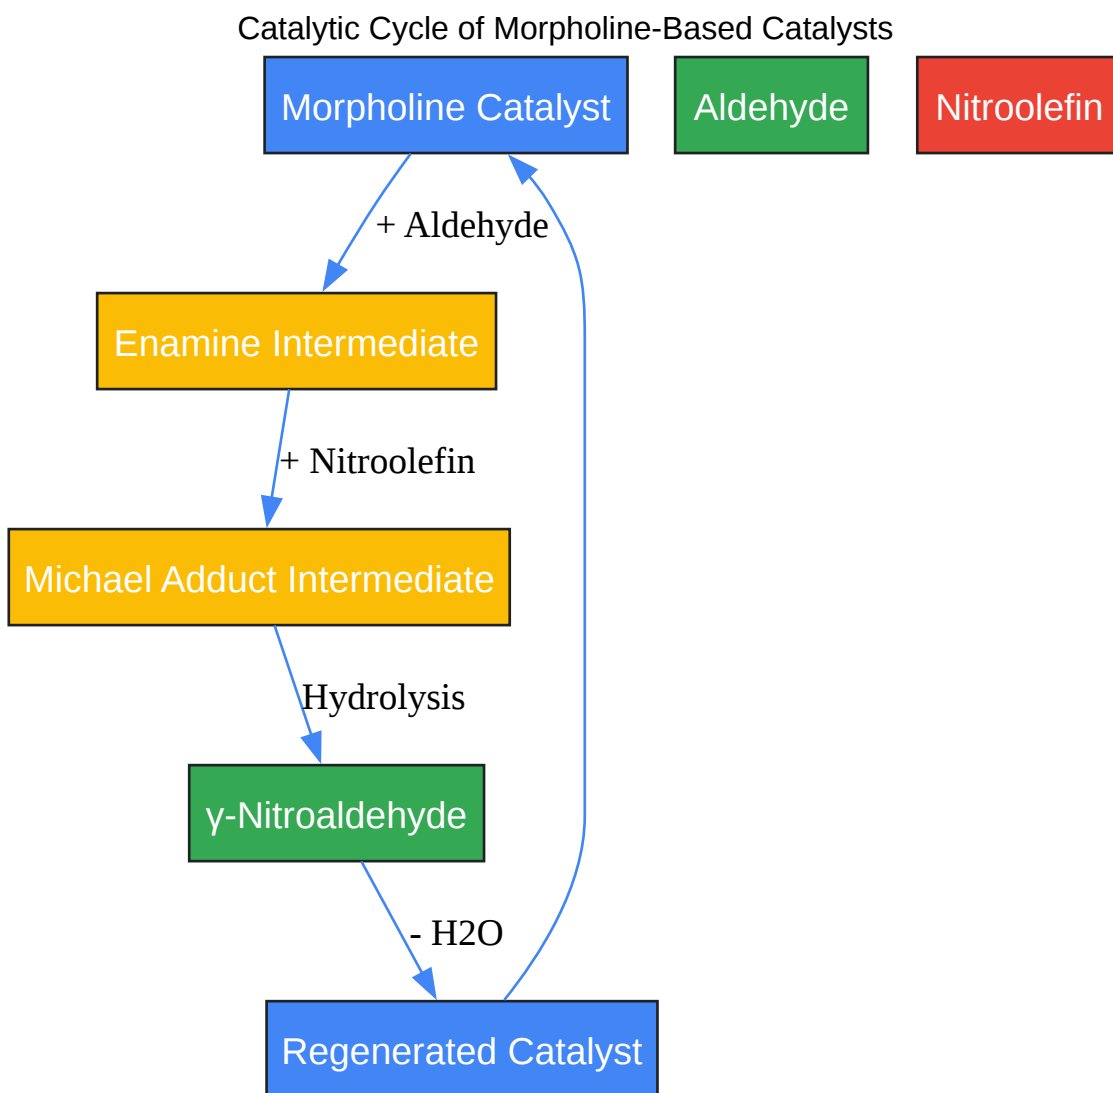 Catalytic Cycle of Morpholine-Based Catalysts
Morpholine Catalyst
Aldehyde
Nitroolefin
+ Aldehyde
Enamine Intermediate
+ Nitroolefin
Michael Adduct Intermediate
Hydrolysis
γ-Nitroaldehyde
- H2O
Regenerated Catalyst